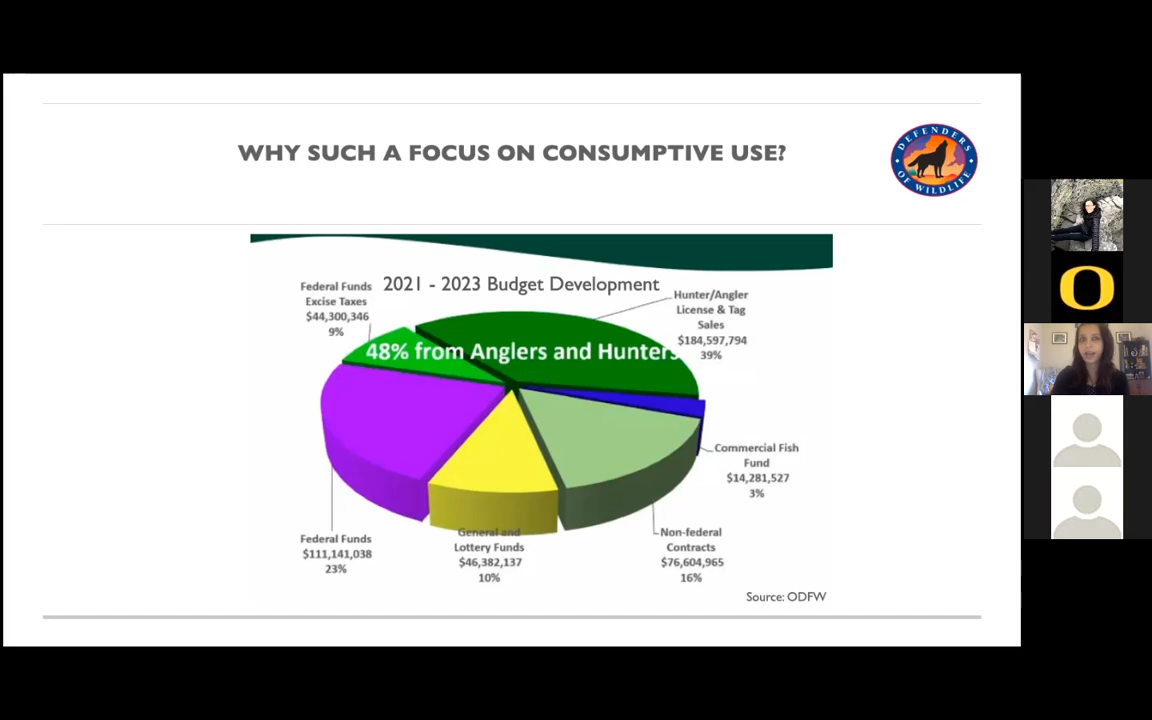 WHY SUCH A FOCUS ON CONSUMPTIVE USE?
DEFENDERS
OF WILDLIFE
2021 - 2023 Budget Development
Federal Funds
Excise Taxes
$44,300,346
9%
Hunter/Angler
License & Tag
Sales
$184,597,794
39%
48% from Anglers and Hunters
Commercial Fish
Fund
$14,281,527
3%
Federal Funds
$111,141,038
23%
General and
Lottery Funds
$46,382,137
10%
Non-federal
Contracts
$76,604,965
16%
Source: ODFW
O